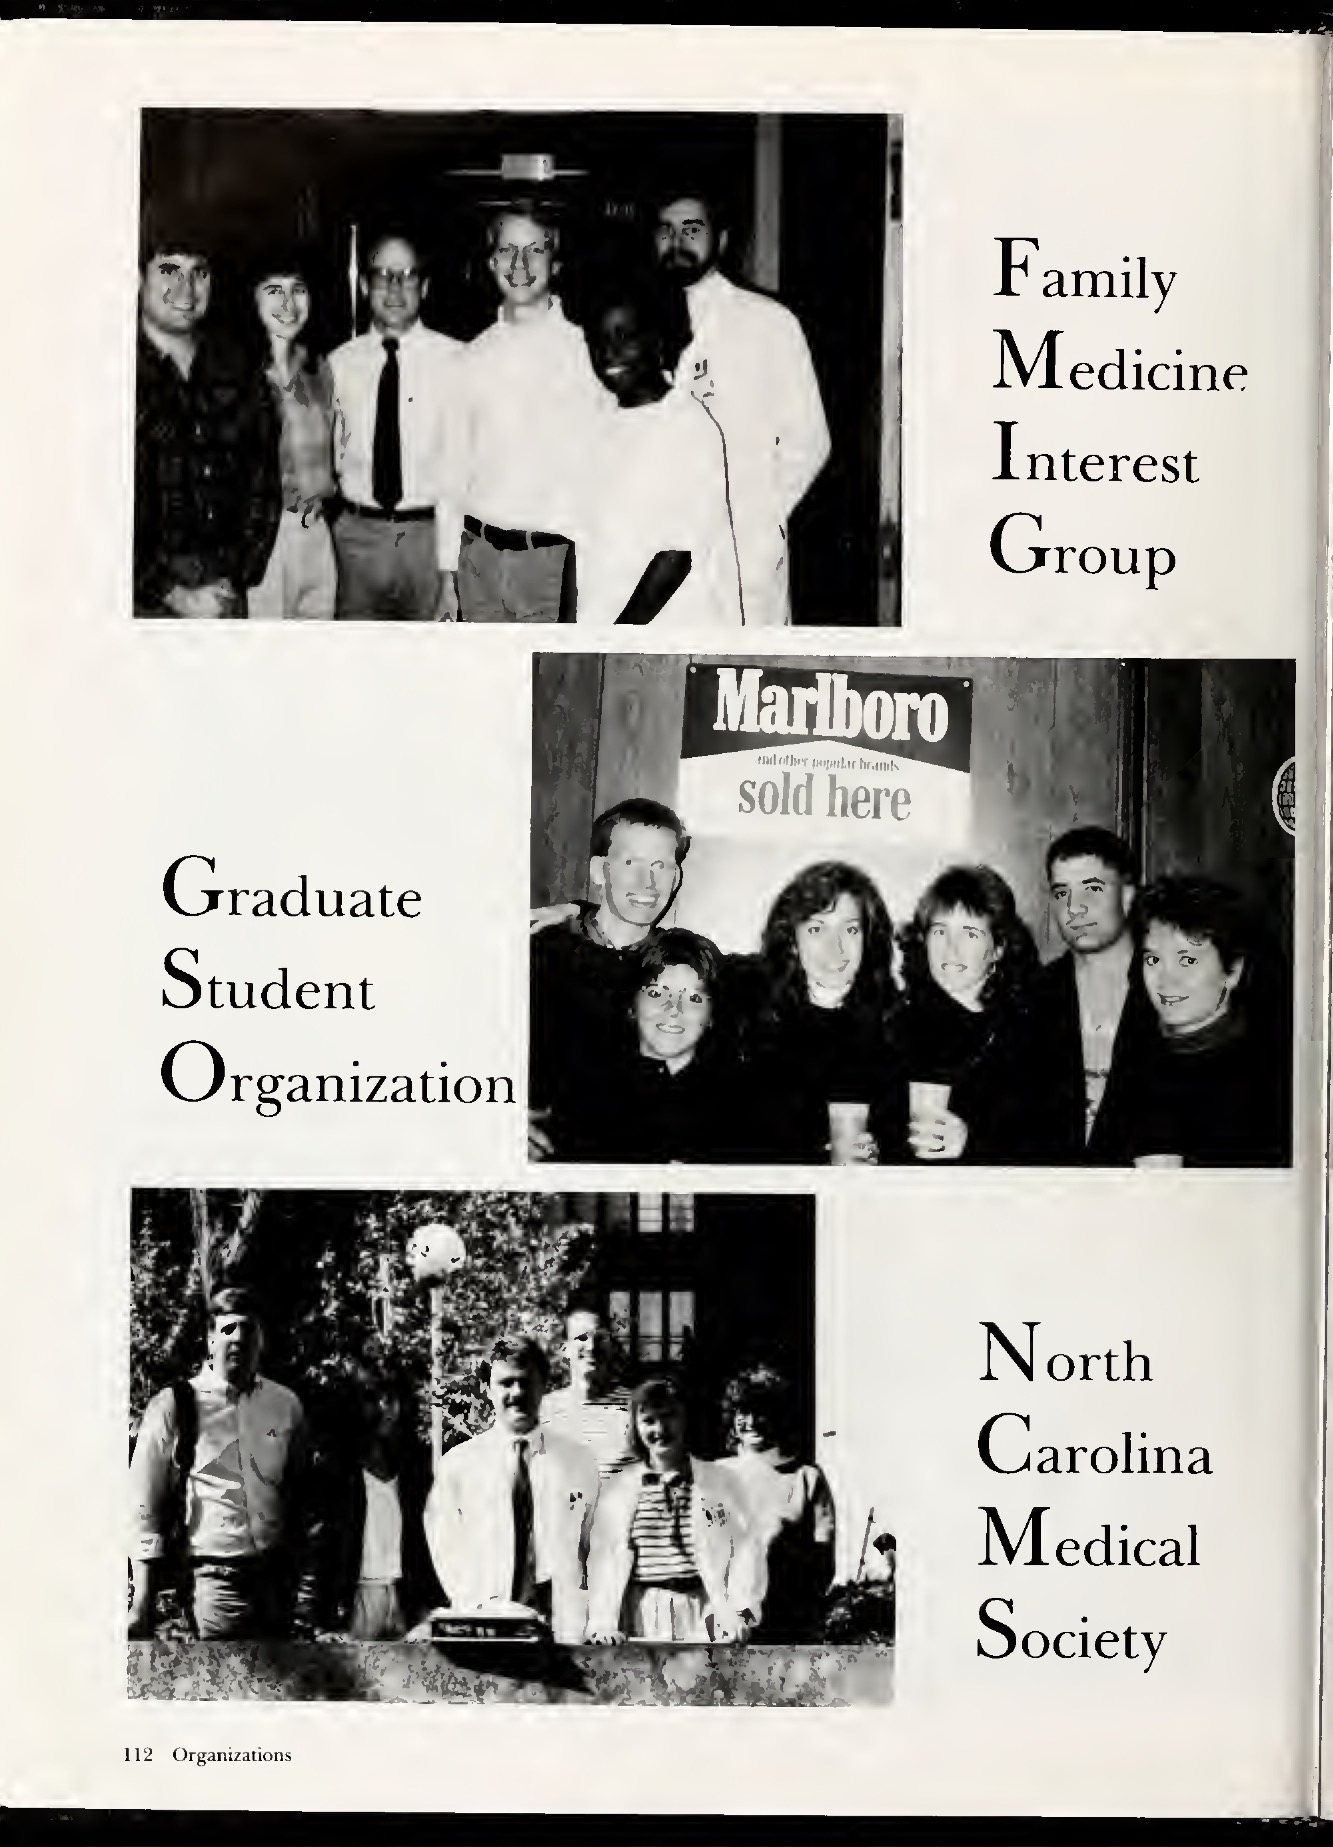 Family
Medicine
Interest
Group
Marlboro
and other popular brands
sold here
Graduate
Student
Organization
North
Carolina
Medical
Society
112 Organizations